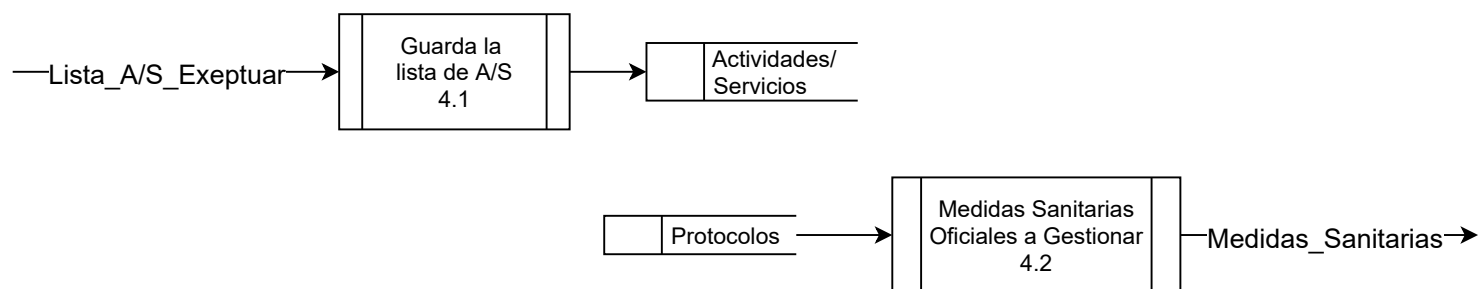 Lista_A/S_Exeptuar
Guarda la
lista de A/S
4.1
Actividades/
Servicios
Protocolos
Medidas Sanitarias
Oficiales a Gestionar
4.2
Medidas_Sanitarias